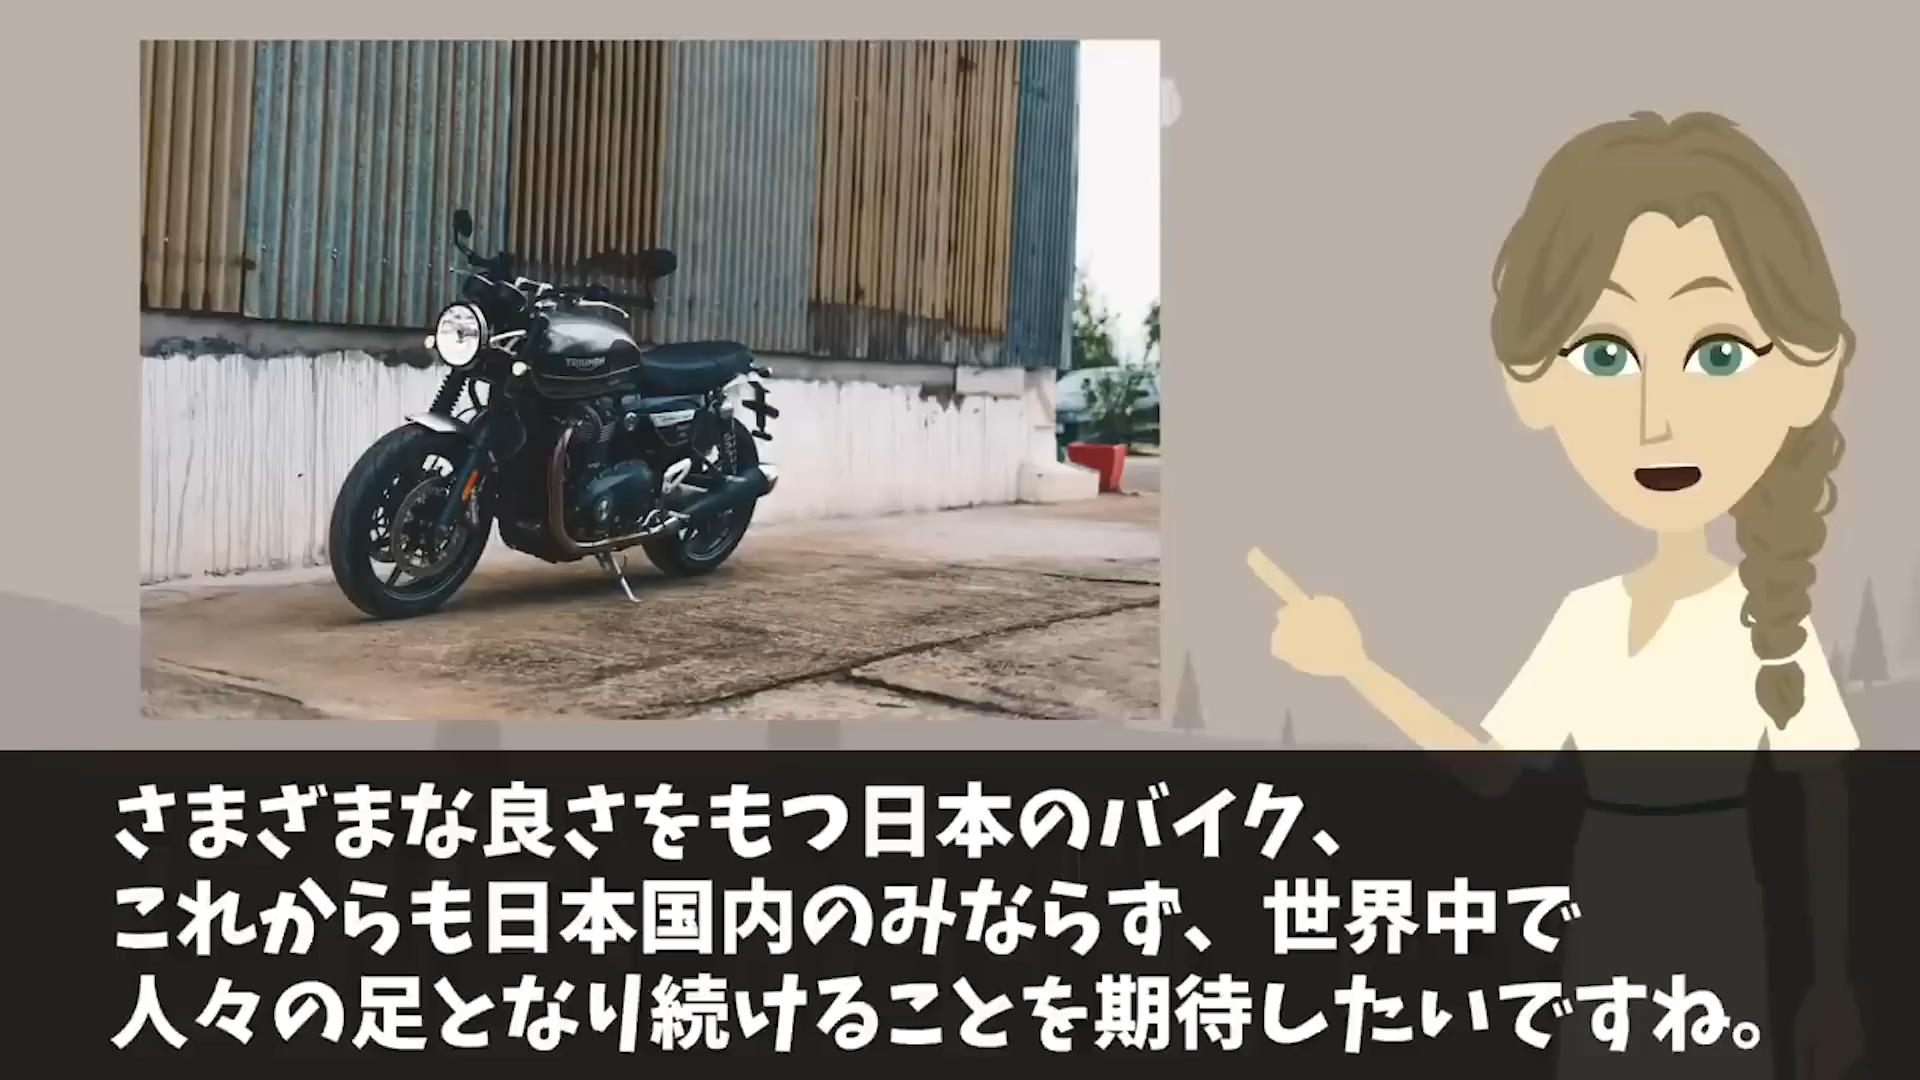 TRIUMPH
さまざまな良さをもつ日本のバイク、
これからも日本国内のみならず、世界中で
人々の足となり続けることを期待したいですね。